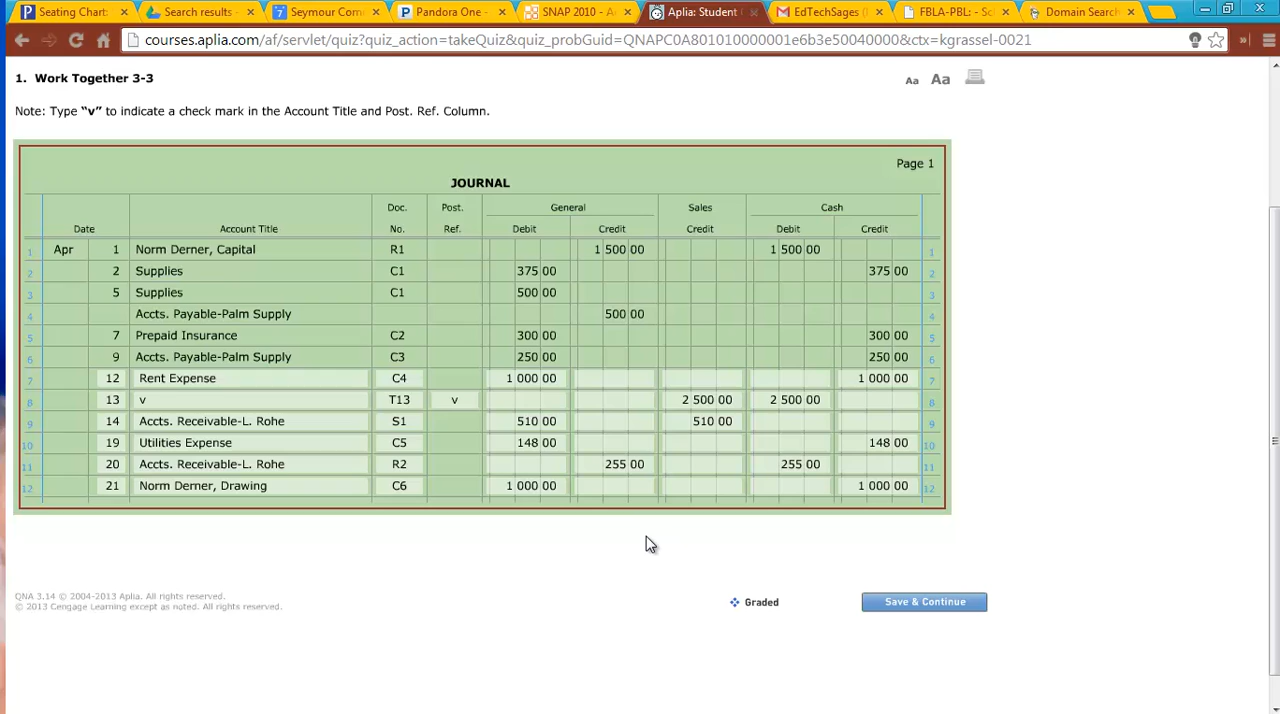 Seating Chart:
Search results -
Seymour Com
Pandora One -
SNAP 2010 - A
Aplia: Student
EdTechSages (
FBLA-PBL: - Sc
Domain Search
courses.aplia.com/af/servlet/quiz?quiz_action=takeQuiz&quiz_probGuid=QNAPC0A801010000001e6b3e50040000&ctx=kgrassel-0021
1. Work Together 3-3
Aa Aa
Note: Type "v" to indicate a check mark in the Account Title and Post. Ref. Column.
Page 1
JOURNAL
Doc. Post. General Sales Cash
Date Account Title No. Ref. Debit Credit Credit Debit Credit
1 Apr 1 Norm Derner, Capital R1 1 500 00 1 500 00 1
2 2 Supplies C1 375 00 375 00 2
3 5 Supplies C1 500 00 3
4 Accts. Payable-Palm Supply 500 00 4
5 7 Prepaid Insurance C2 300 00 300 00 5
6 9 Accts. Payable-Palm Supply C3 250 00 250 00 6
7 12 Rent Expense C4 1 000 00 1 000 00 7
8 13 v T13 v 2 500 00 2 500 00 8
9 14 Accts. Receivable-L. Rohe S1 510 00 510 00 9
10 19 Utilities Expense C5 148 00 148 00 10
11 20 Accts. Receivable-L. Rohe R2 255 00 255 00 11
12 21 Norm Derner, Drawing C6 1 000 00 1 000 00 12
QNA 3.14 © 2004-2013 Aplia. All rights reserved.
© 2013 Cengage Learning except as noted. All rights reserved.
Graded
Save & Continue